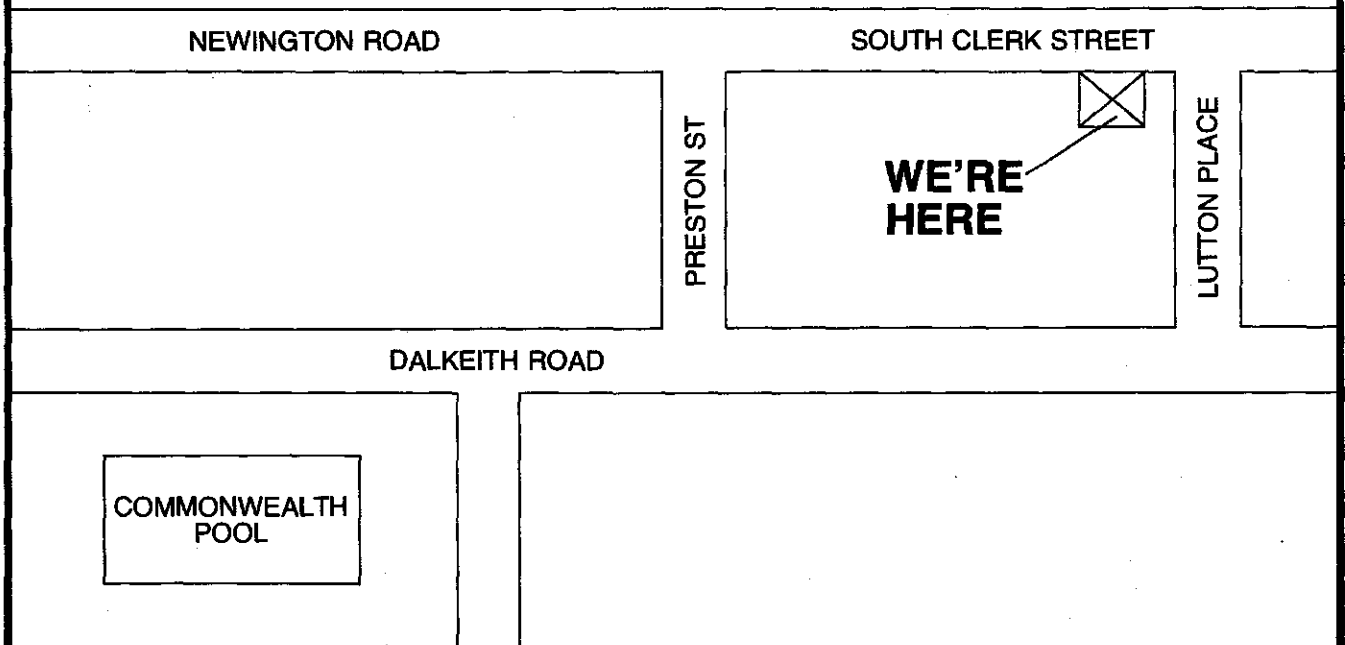 NEWINGTON ROAD
SOUTH CLERK STREET
PRESTON ST
WE'RE
HERE
LUTTON PLACE
DALKEITH ROAD
COMMONWEALTH
POOL